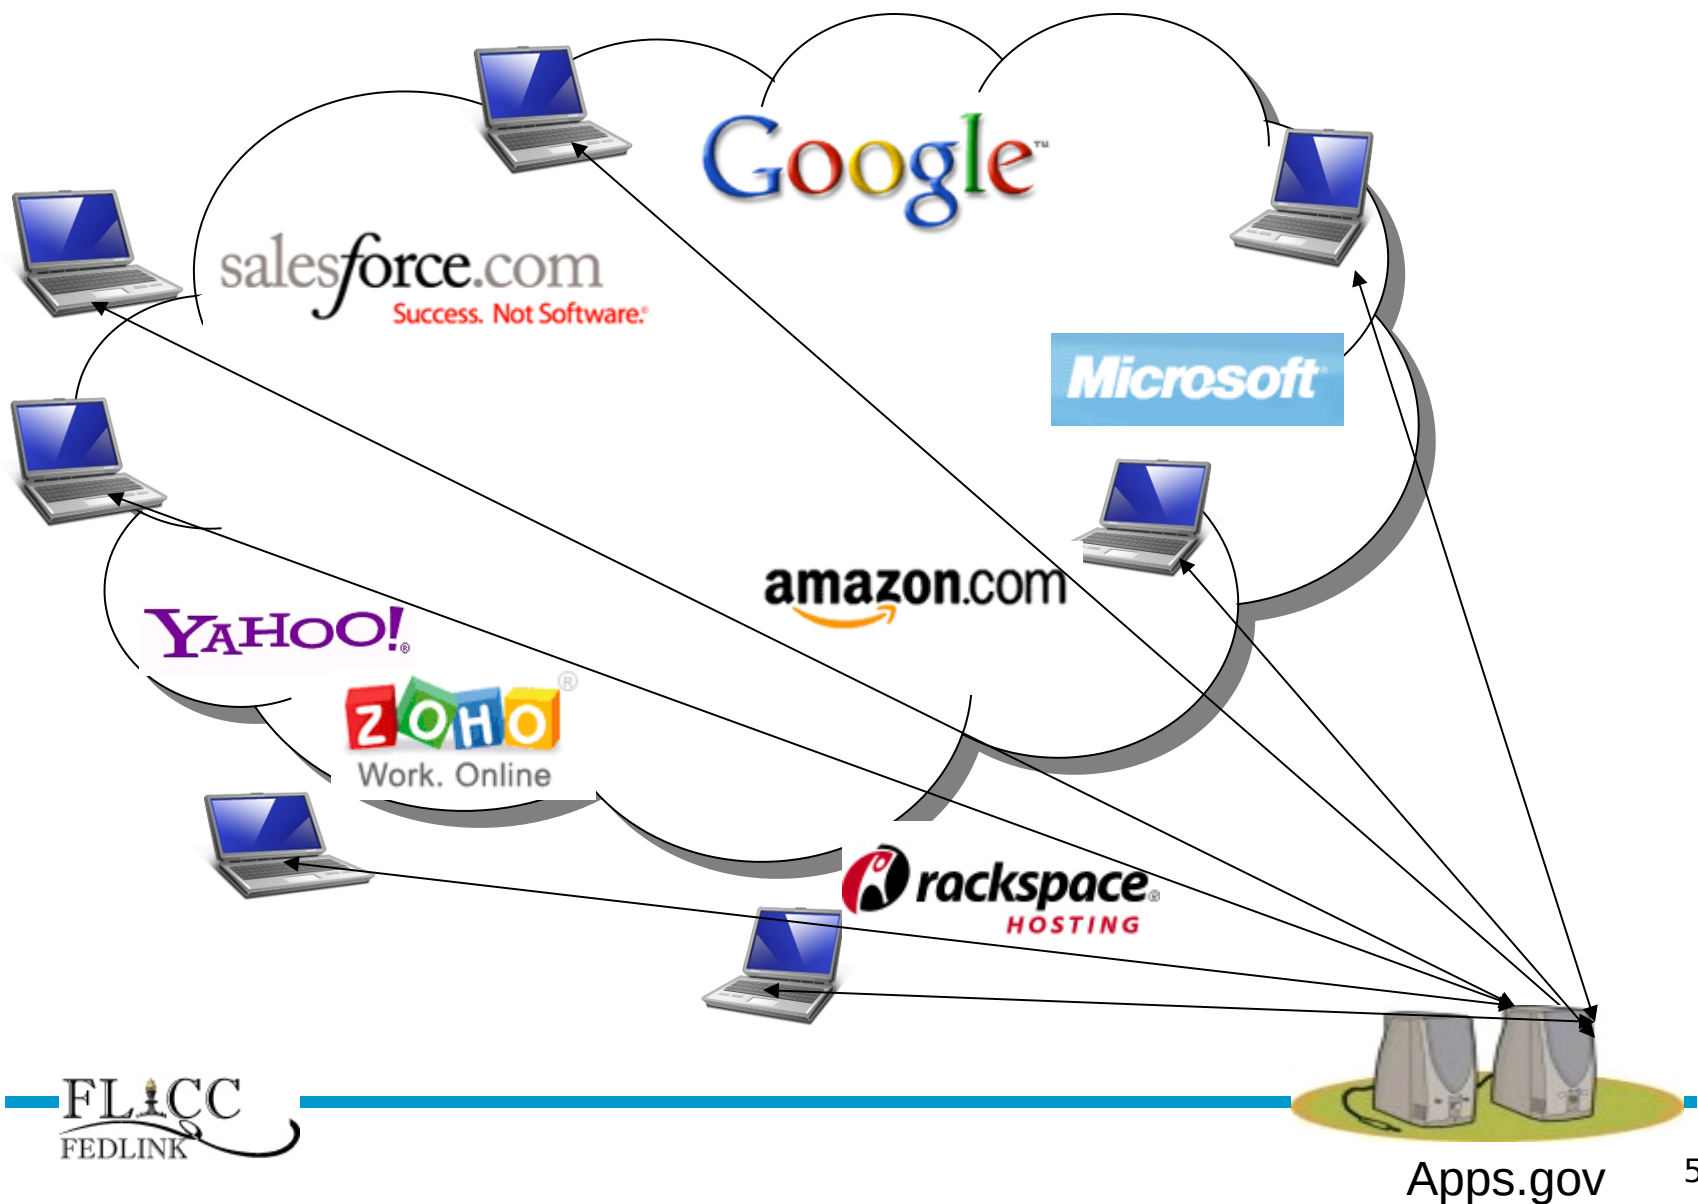 Google™
salesforce.com
Success. Not Software.®
Microsoft
amazon.com
YAHOO!®
ZOHO®
Work. Online
rackspace®
HOSTING
FLICC
FEDLINK
Apps.gov
5